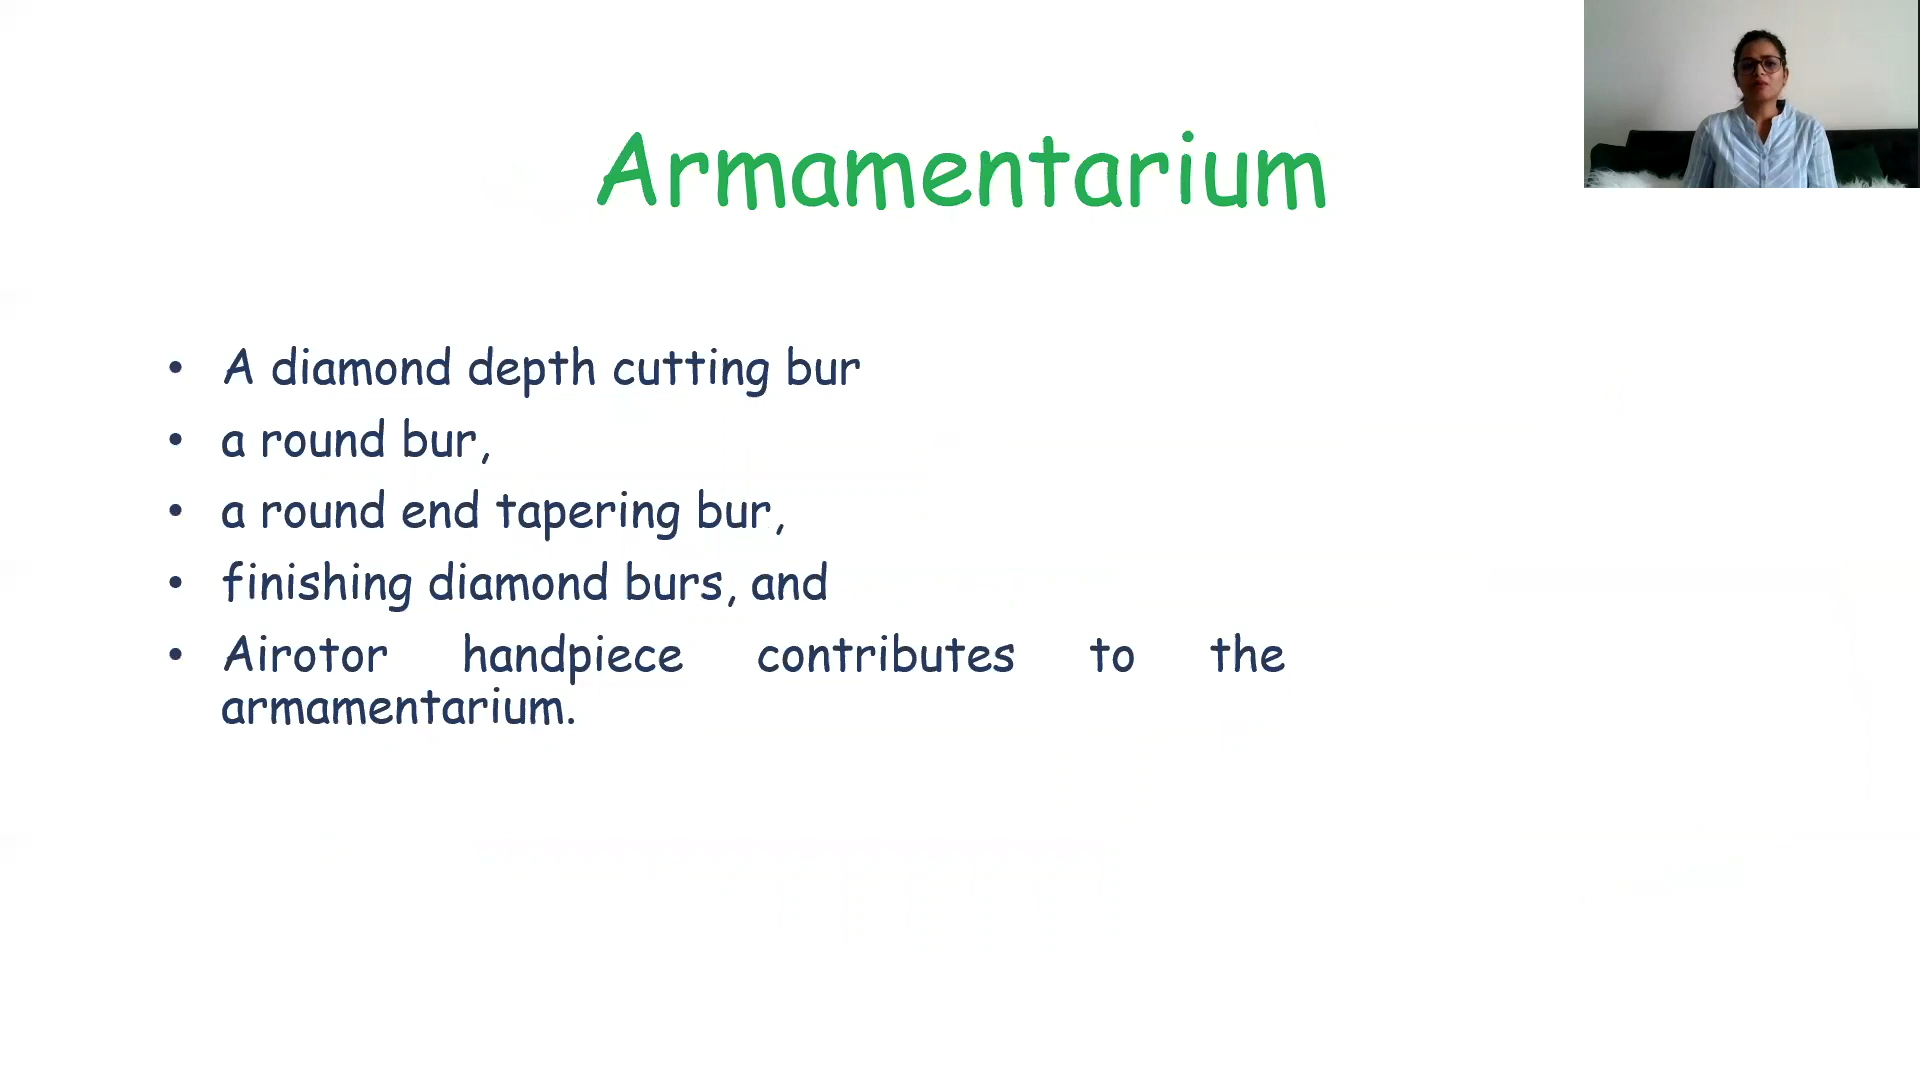 Armamentarium
• A diamond depth cutting bur
• a round bur,
• a round end tapering bur,
• finishing diamond burs, and
• Airotor handpiece contributes to the
armamentarium.